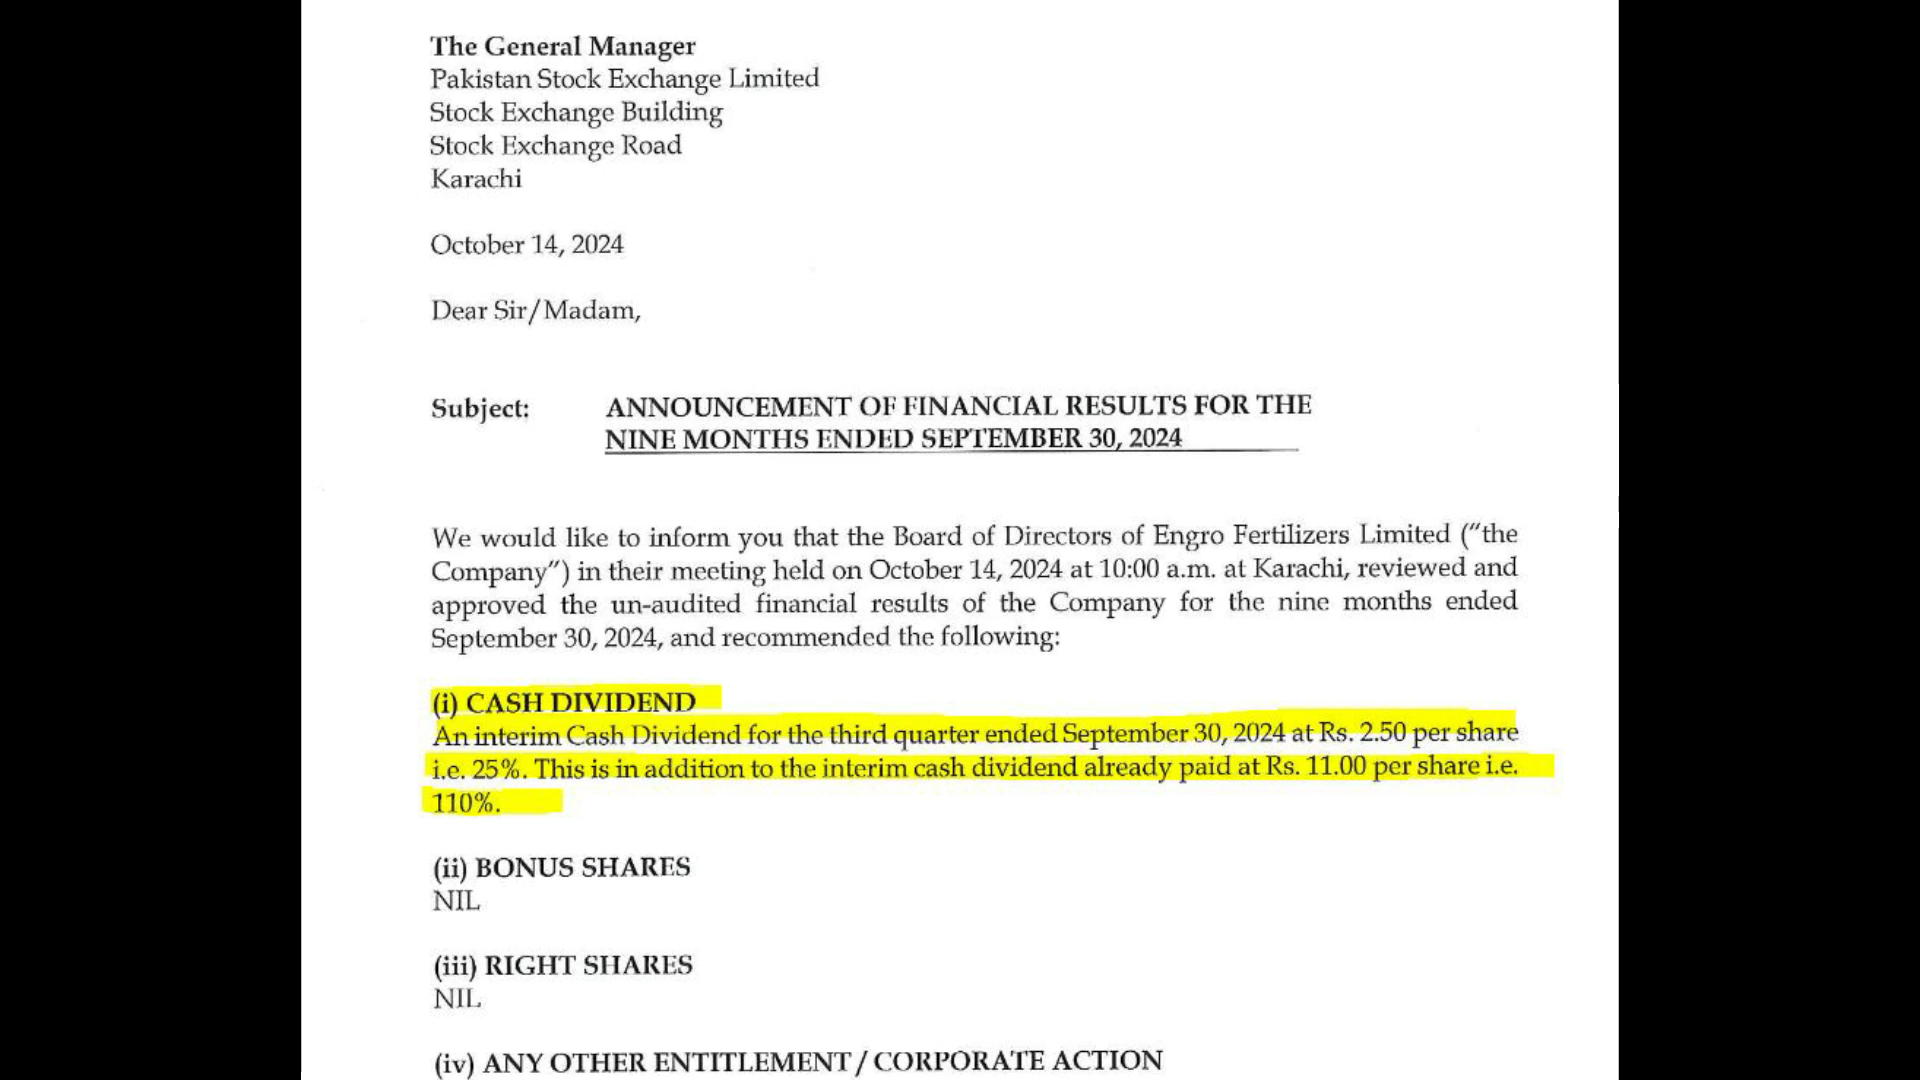 The General Manager
Pakistan Stock Exchange Limited
Stock Exchange Building
Stock Exchange Road
Karachi
October 14, 2024
Dear Sir/Madam,
Subject: ANNOUNCEMENT OF FINANCIAL RESULTS FOR THE
NINE MONTHS ENDED SEPTEMBER 30, 2024
We would like to inform you that the Board of Directors of Engro Fertilizers Limited ("the
Company") in their meeting held on October 14, 2024 at 10:00 a.m. at Karachi, reviewed and
approved the un-audited financial results of the Company for the nine months ended
September 30, 2024, and recommended the following:
(i) CASH DIVIDEND
An interim Cash Dividend for the third quarter ended September 30, 2024 at Rs. 2.50 per share
i.e. 25%. This is in addition to the interim cash dividend already paid at Rs. 11.00 per share i.e.
110%.
(ii) BONUS SHARES
NIL
(iii) RIGHT SHARES
NIL
(iv) ANY OTHER ENTITLEMENT / CORPORATE ACTION